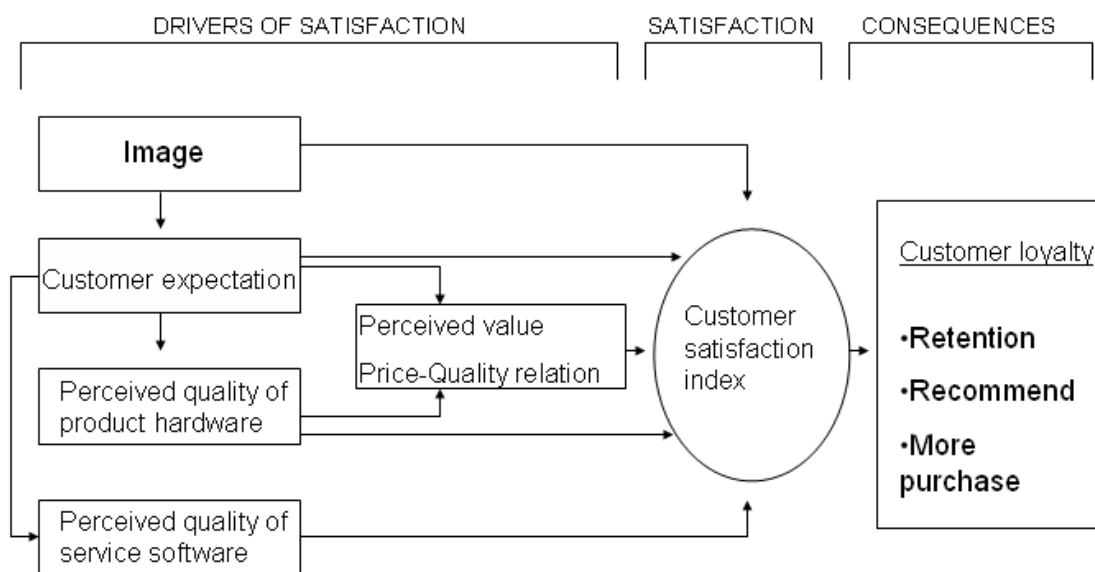 DRIVERS OF SATISFACTION
SATISFACTION
CONSEQUENCES
Image
Customer expectation
Perceived quality of
product hardware
Perceived quality of
service software
Perceived value
Price-Quality relation
Customer
satisfaction
index
Customer loyalty
•Retention
•Recommend
•More
purchase